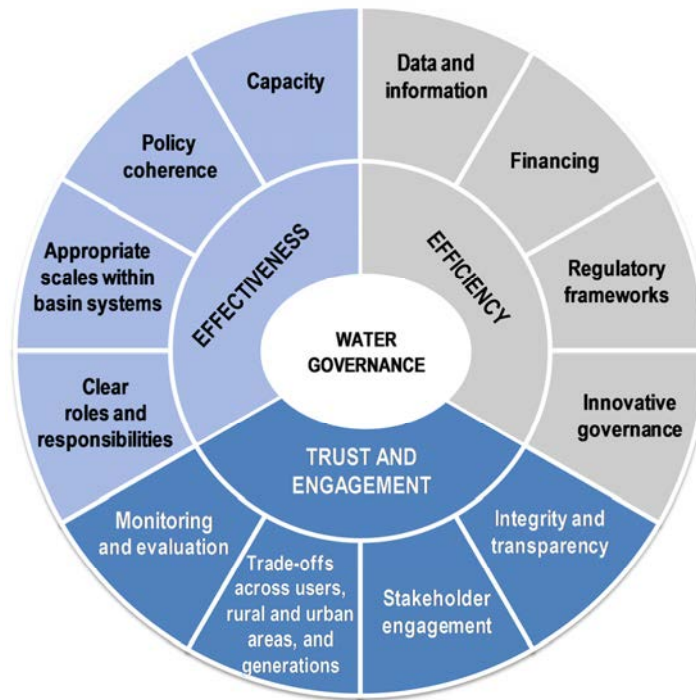 WATER
GOVERNANCE
EFFECTIVENESS
Capacity
Policy
coherence
Appropriate
scales within
basin systems
Clear
roles and
responsibilities
EFFICIENCY
Data and
information
Financing
Regulatory
frameworks
Innovative
governance
TRUST AND
ENGAGEMENT
Integrity and
transparency
Stakeholder
engagement
Trade-offs
across users,
rural and urban
areas, and
generations
Monitoring
and evaluation